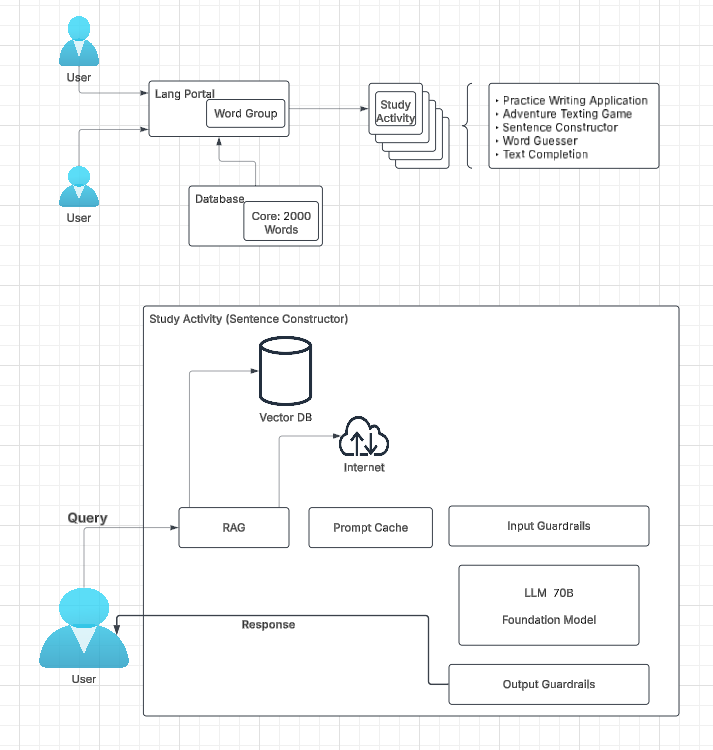 User
Lang Portal
Word Group
Study
Activity
• Practice Writing Application
• Adventure Texting Game
• Sentence Constructor
• Word Guesser
• Text Completion
User
Database
Core: 2000
Words
Study Activity (Sentence Constructor)
Vector DB
Internet
Query
RAG
Prompt Cache
Input Guardrails
LLM 70B
Foundation Model
Response
User
Output Guardrails